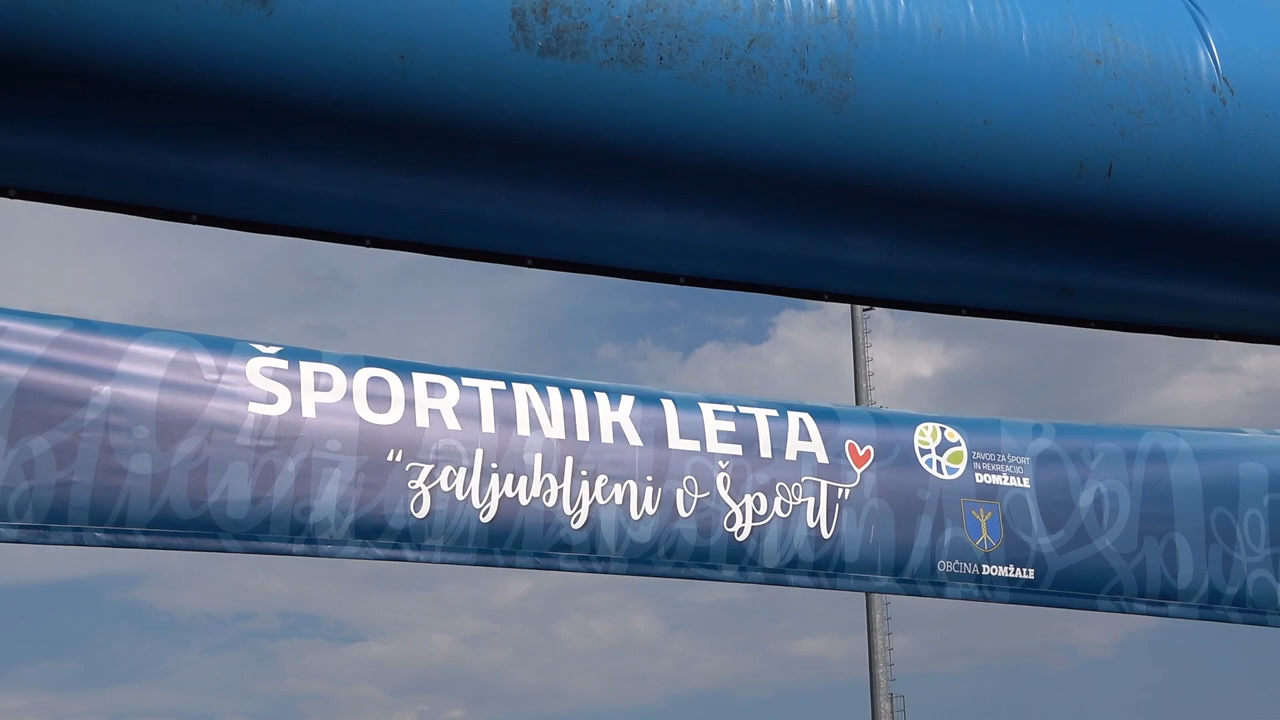 ŠPORTNIK LETA
“zaljubljeni v šport”
ZAVOD ZA ŠPORT
IN REKREACIJO
DOMŽALE
OBČINA DOMŽALE